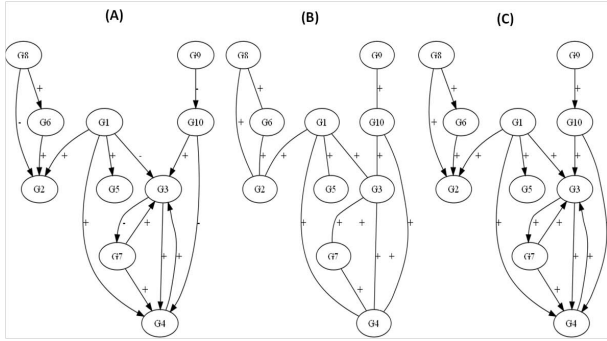 (A) (B) (C)
G8 G9 G8 G9 G8 G9
+ - + + + +
- + +
G6 G1 G10 G6 G1 G10 G6 G1 G10
+ + + - + + + + + + + + + + + +
G2 G5 G3 G2 G5 G3 G2 G5 G3
+ - + - + + + + + + + +
G7 + + G7 + + G7 + +
+ + +
G4 G4 G4